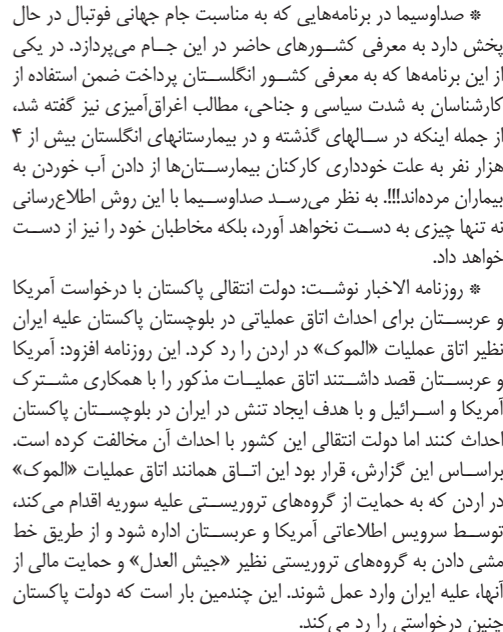 * صداوسیما در برنامه‌هایی که به مناسبت جام جهانی فوتبال در حال
پخش دارد به معرفی کشورهای حاضر در این جام می‌پردازد. در یکی
از این برنامه‌ها که به معرفی کشور انگلستان پرداخت ضمن استفاده از
کارشناسان به شدت سیاسی و جناحی، مطالب اغراق‌آمیزی نیز گفته شد،
از جمله اینکه در سالهای گذشته و در بیمارستانهای انگلستان بیش از ۴
هزار نفر به علت خودداری کارکنان بیمارستان‌ها از دادن آب خوردن به
بیماران مرده‌اند!!!. به نظر می‌رسد صداوسیما با این روش اطلاع‌رسانی
نه تنها چیزی به دست نخواهد آورد، بلکه مخاطبان خود را نیز از دست
خواهد داد.
* روزنامه الاخبار نوشت: دولت انتقالی پاکستان با درخواست آمریکا
و عربستان برای احداث اتاق عملیاتی در بلوچستان پاکستان علیه ایران
نظیر اتاق عملیات «الموک» در اردن را رد کرد. این روزنامه افزود: آمریکا
و عربستان قصد داشتند اتاق عملیات مذکور را با همکاری مشترک
آمریکا و اسرائیل و با هدف ایجاد تنش در ایران در بلوچستان پاکستان
احداث کنند اما دولت انتقالی این کشور با احداث آن مخالفت کرده است.
براساس این گزارش، قرار بود این اتاق همانند اتاق عملیات «الموک»
در اردن که به حمایت از گروه‌های تروریستی علیه سوریه اقدام می‌کند،
توسط سرویس اطلاعاتی آمریکا و عربستان اداره شود و از طریق خط
مشی دادن به گروه‌های تروریستی نظیر «جیش العدل» و حمایت مالی از
آنها، علیه ایران وارد عمل شوند. این چندمین بار است که دولت پاکستان
چنین درخواستی را رد می‌کند.